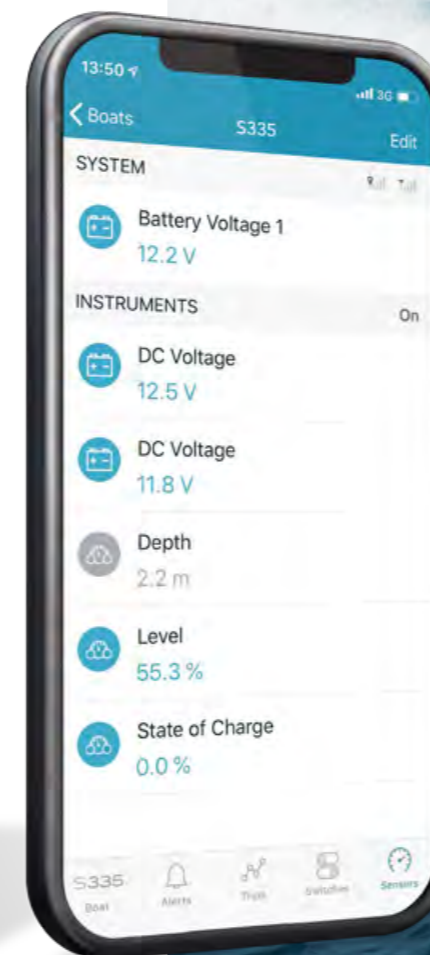 13:50
3G
Boats
S335
Edit
SYSTEM
Battery Voltage 1
12.2 V
INSTRUMENTS
On
DC Voltage
12.5 V
DC Voltage
11.8 V
Depth
2.2 m
Level
55.3 %
State of Charge
0.0 %
S335
Boat
Alerts
Trips
Switches
Sensors